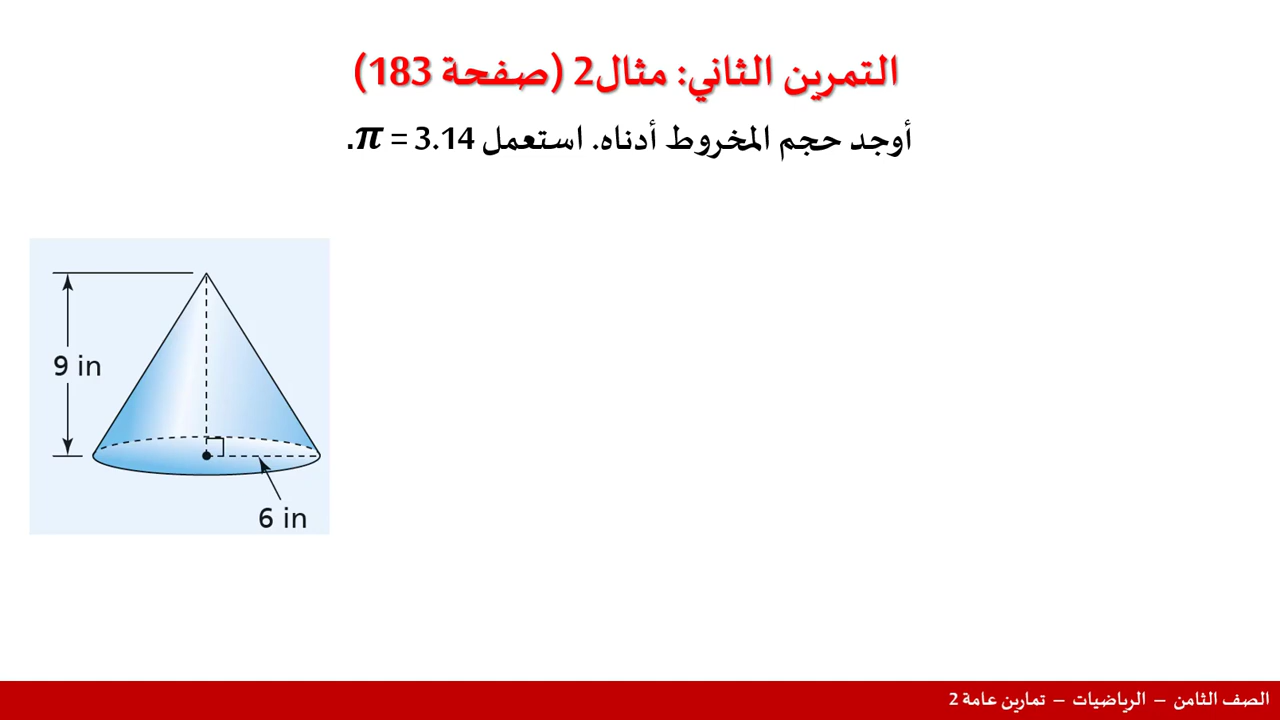 التمرين الثاني: مثال2 (صفحة 183)
أوجد حجم المخروط أدناه. استعمل π = 3.14.
9 in
6 in
الصف الثامن – الرياضيات – تمارين عامة 2